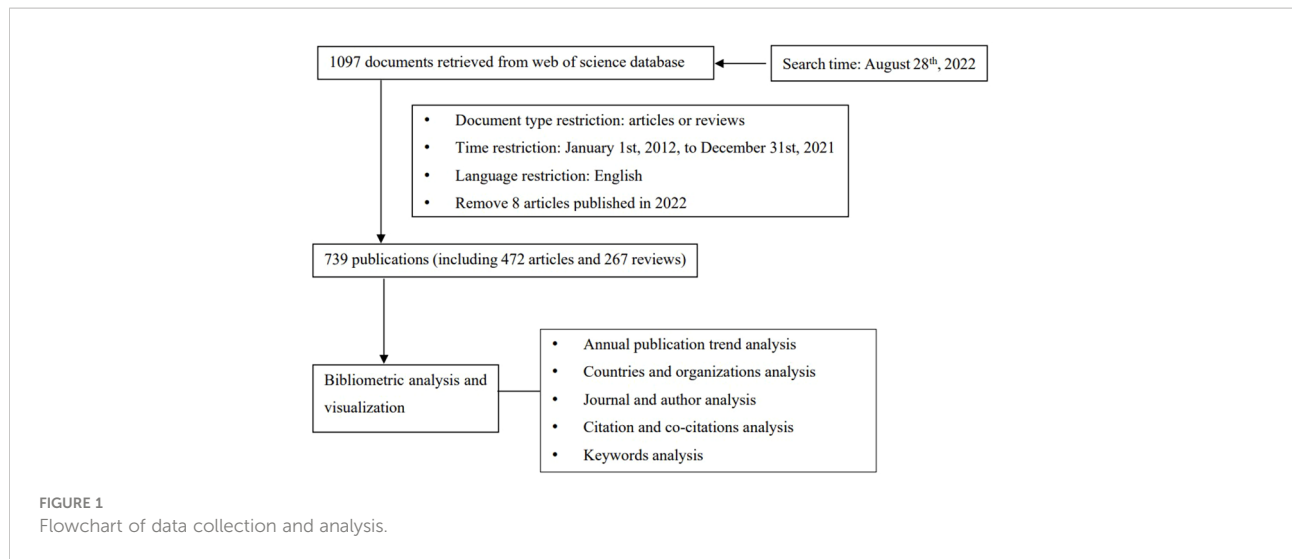 1097 documents retrieved from web of science database
Search time: August 28th, 2022
• Document type restriction: articles or reviews
• Time restriction: January 1st, 2012, to December 31st, 2021
• Language restriction: English
• Remove 8 articles published in 2022
739 publications (including 472 articles and 267 reviews)
Bibliometric analysis and
visualization
• Annual publication trend analysis
• Countries and organizations analysis
• Journal and author analysis
• Citation and co-citations analysis
• Keywords analysis
FIGURE 1
Flowchart of data collection and analysis.